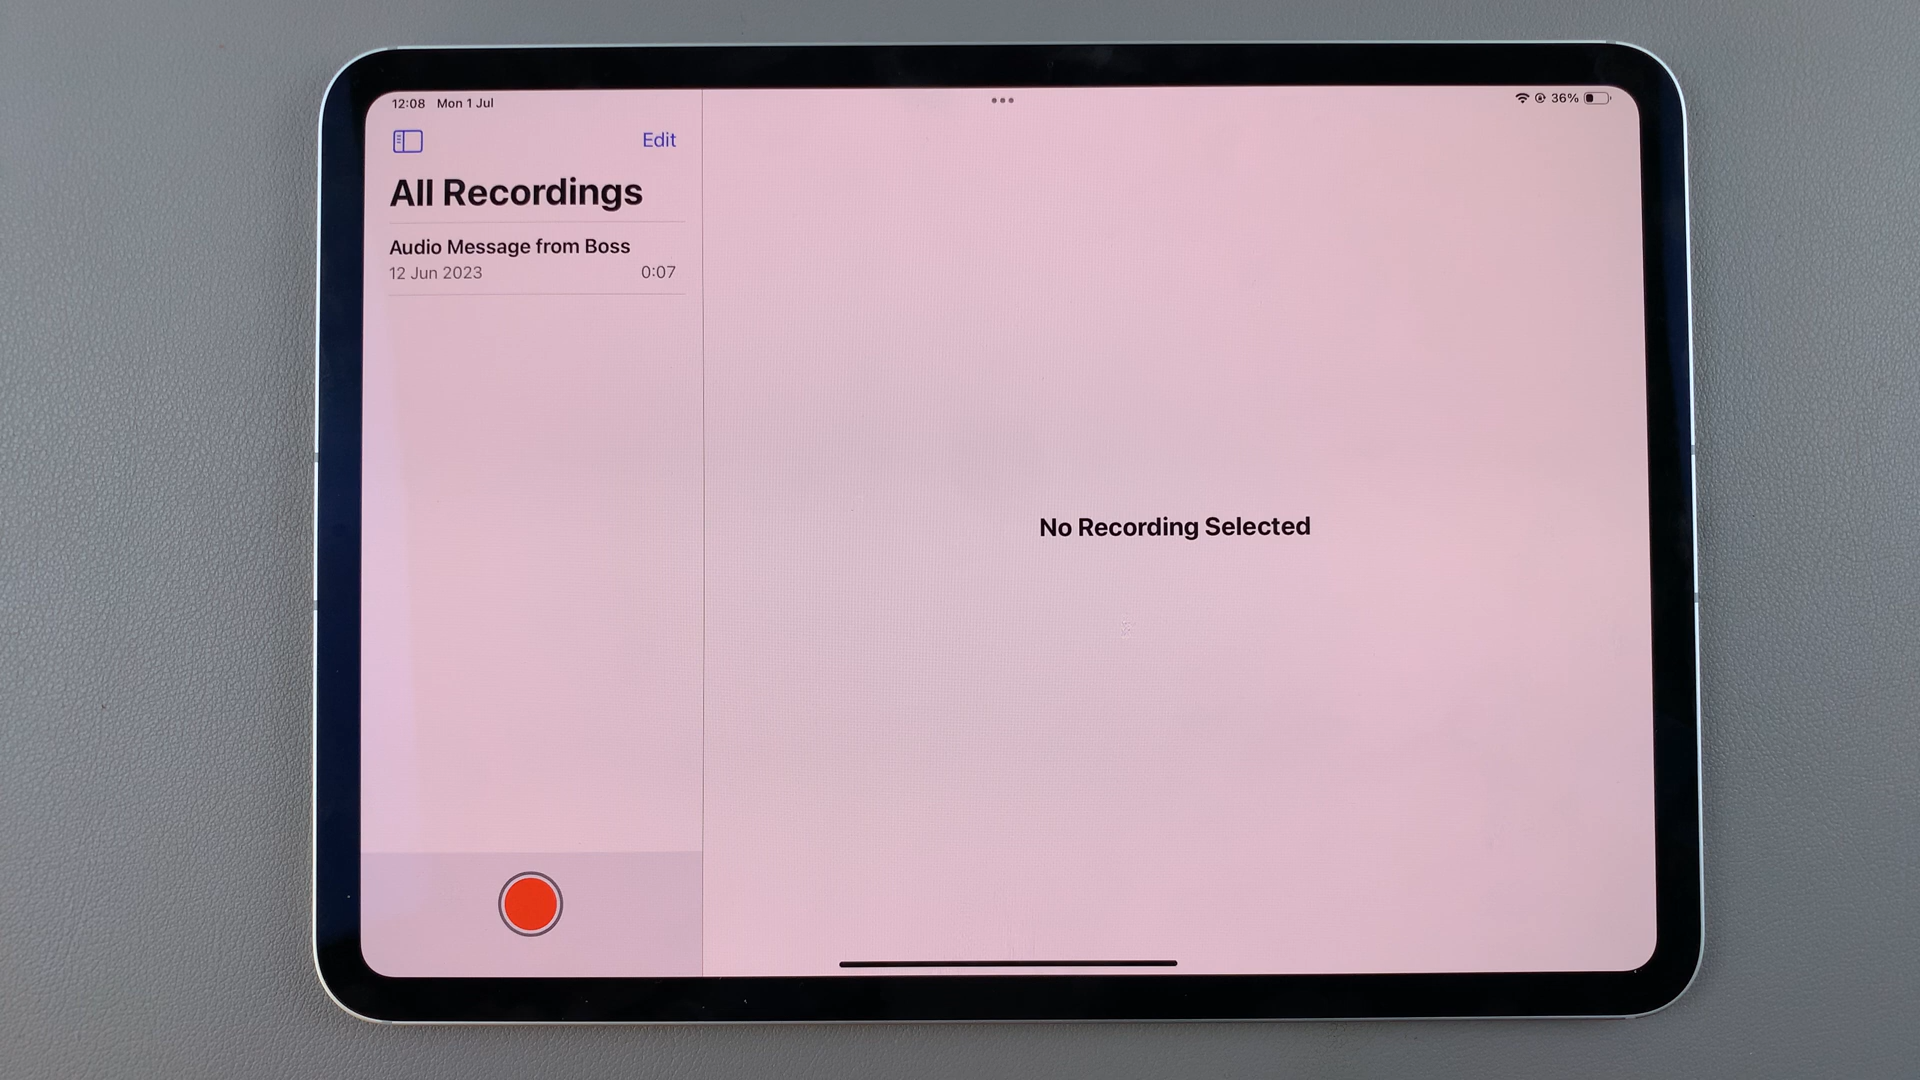 12:08 Mon 1 Jul
36%
Edit
All Recordings
Audio Message from Boss
12 Jun 2023 0:07
No Recording Selected